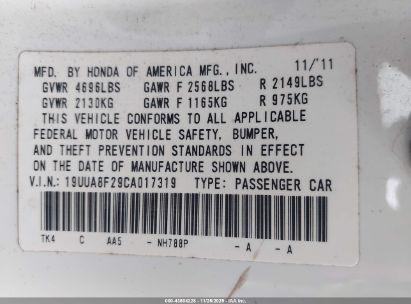 MFD. BY HONDA OF AMERICA MFG., INC. 11/'11
GVWR 4696LBS GAWR F 2568LBS R 2149LBS
GVWR 2130KG GAWR F 1165KG R 975KG
THIS VEHICLE CONFORMS TO ALL APPLICABLE
FEDERAL MOTOR VEHICLE SAFETY, BUMPER,
AND THEFT PREVENTION STANDARDS IN EFFECT
ON THE DATE OF MANUFACTURE SHOWN ABOVE.
V.I.N.: 19UUA8F29CA017319 TYPE: PASSENGER CAR
TK4 C AA5 - NH788P - A - A